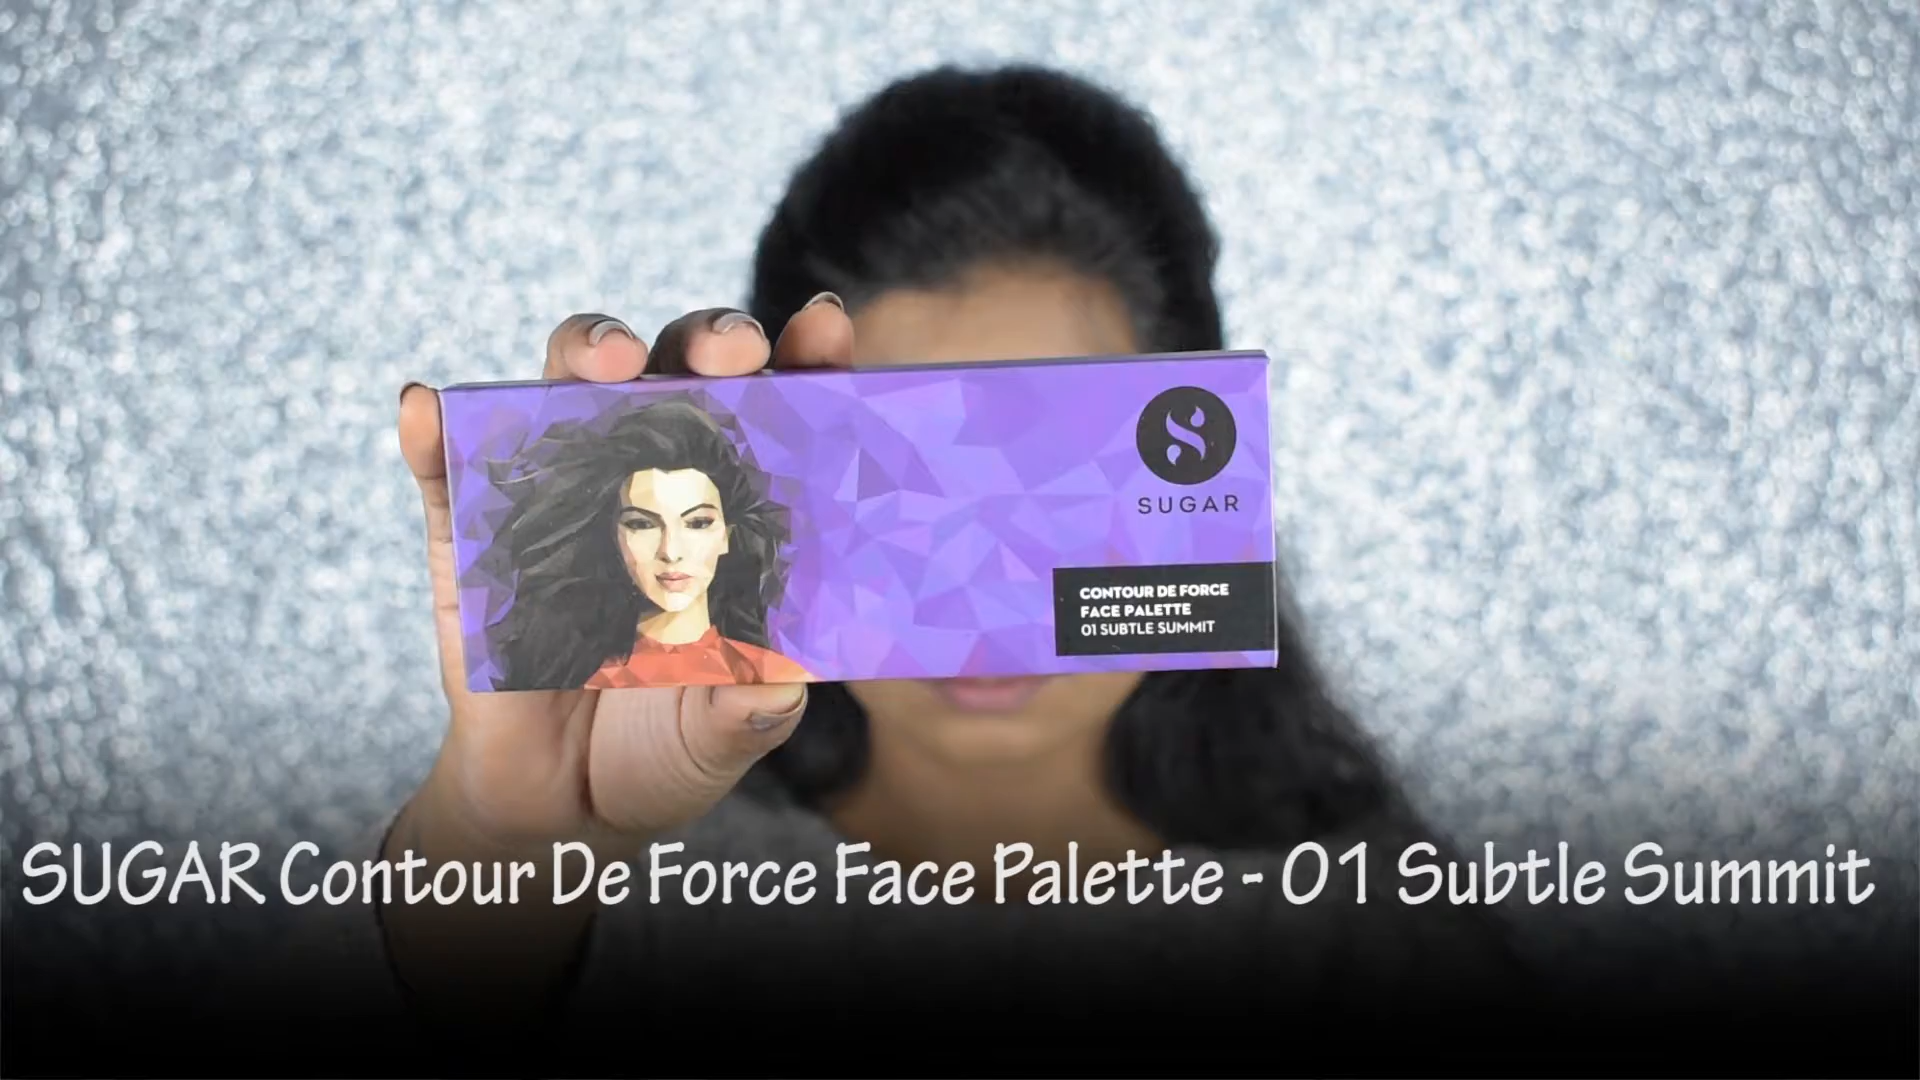 SUGAR
CONTOUR DE FORCE
FACE PALETTE
01 SUBTLE SUMMIT
SUGAR Contour De Force Face Palette - 01 Subtle Summit